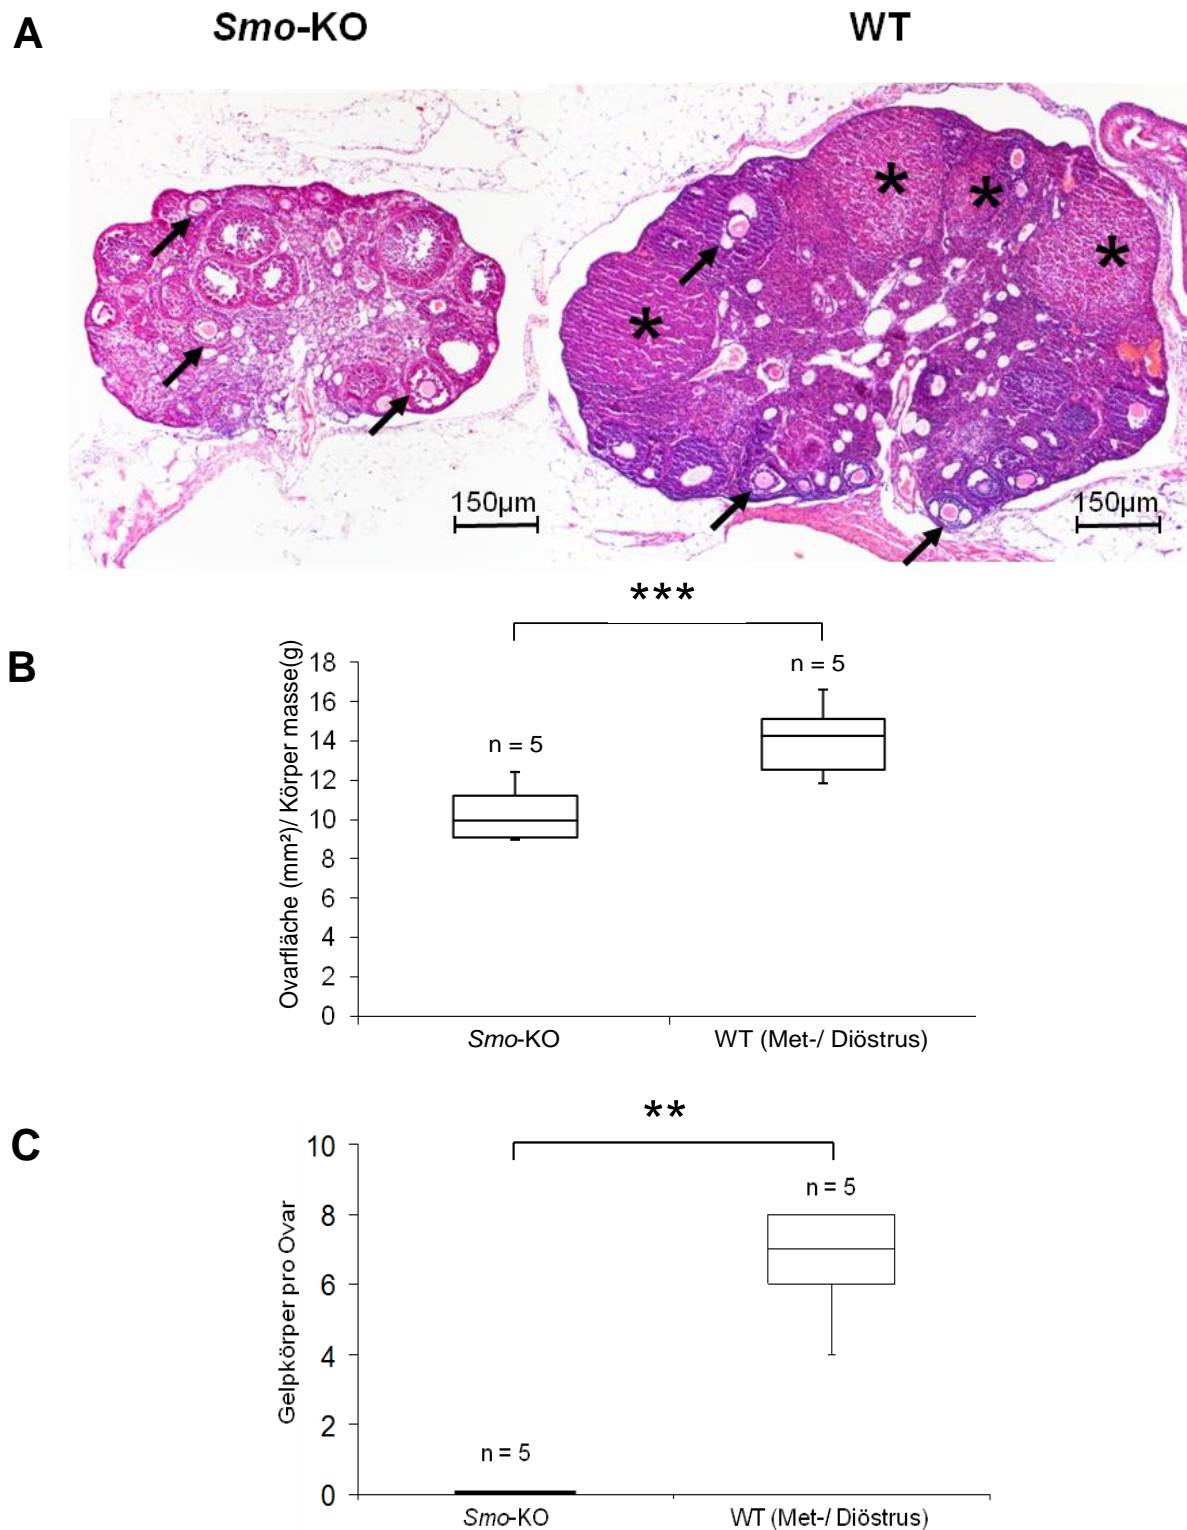 A
Smo-KO
WT
*
*
*
*
150µm
150µm
***
B
Ovarfläche (mm²)/ Körper masse(g)
18
16
14
12
10
8
6
4
2
0
n = 5
n = 5
Smo-KO
WT (Met-/ Diöstrus)
**
C
Gelpkörper pro Ovar
10
8
6
4
2
0
n = 5
n = 5
Smo-KO
WT (Met-/ Diöstrus)